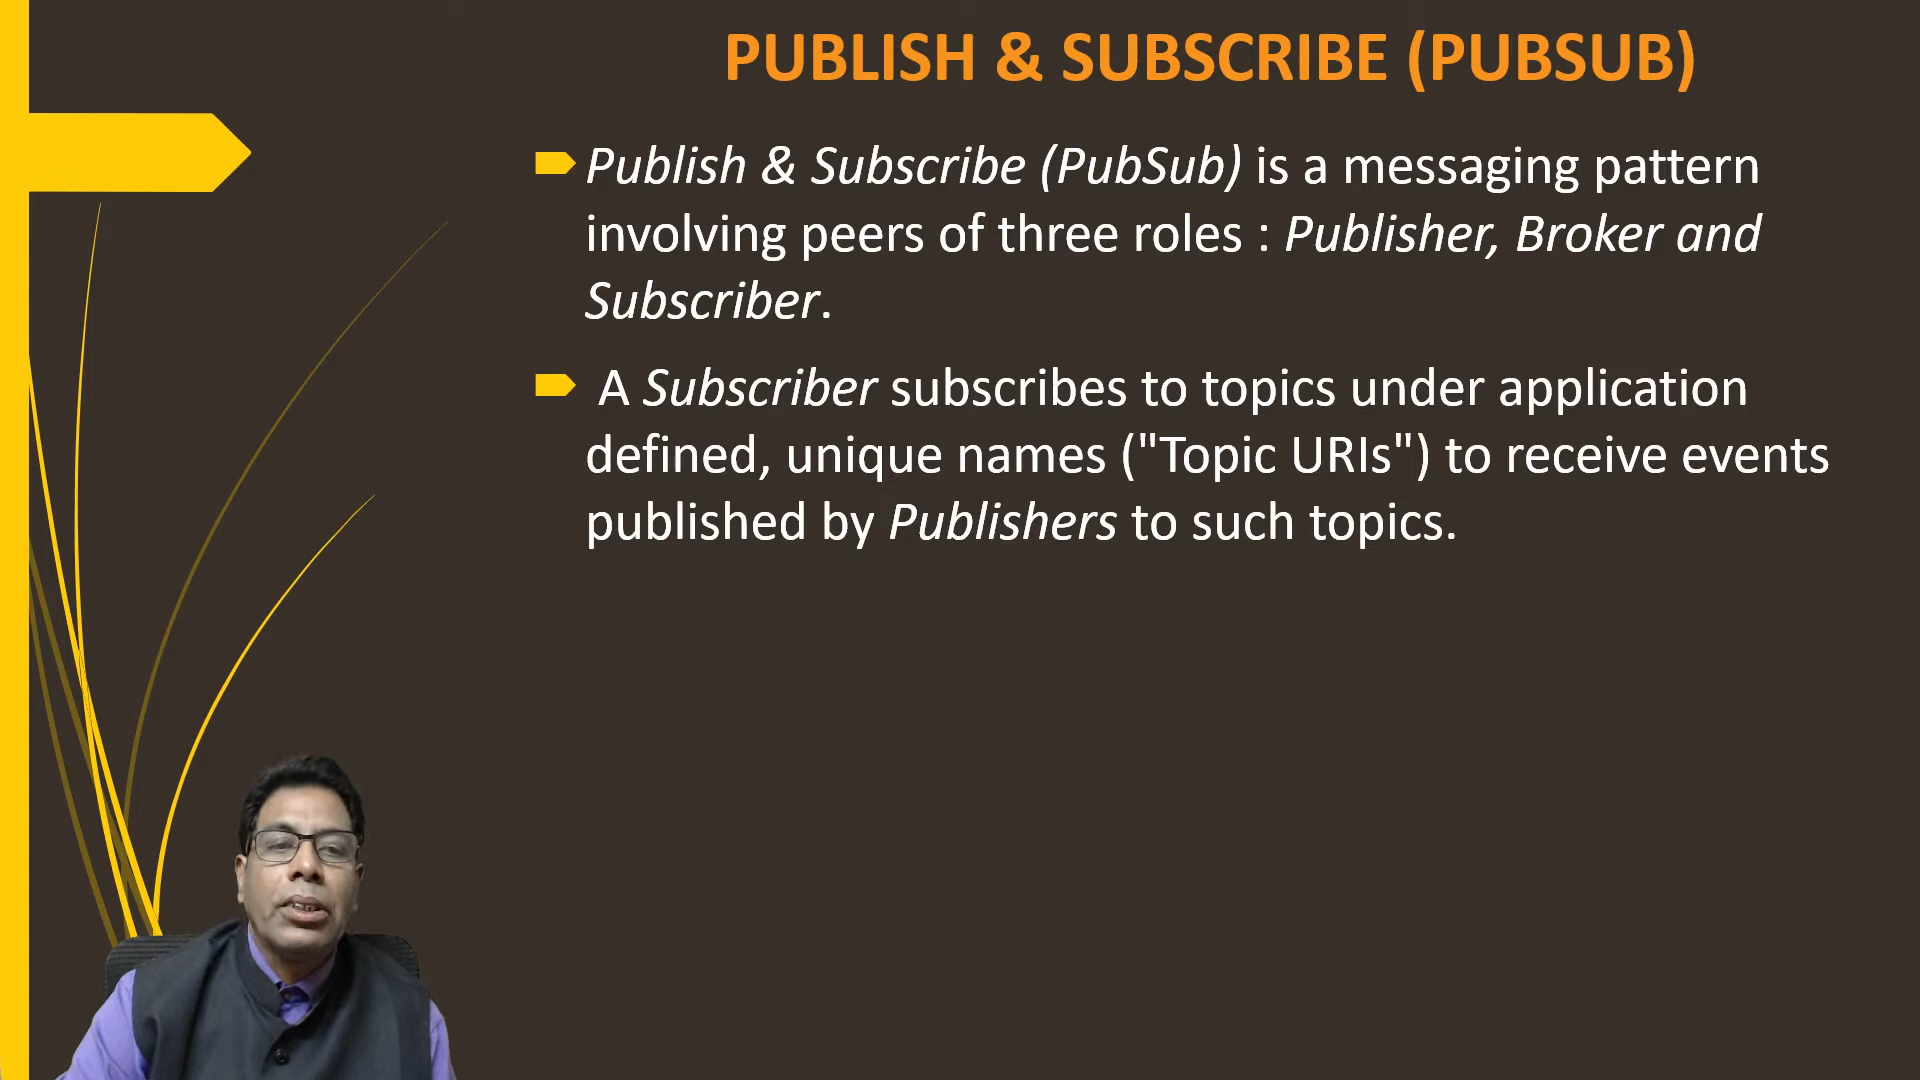 PUBLISH & SUBSCRIBE (PUBSUB)
Publish & Subscribe (PubSub) is a messaging pattern
involving peers of three roles : Publisher, Broker and
Subscriber.
A Subscriber subscribes to topics under application
defined, unique names ("Topic URIs") to receive events
published by Publishers to such topics.